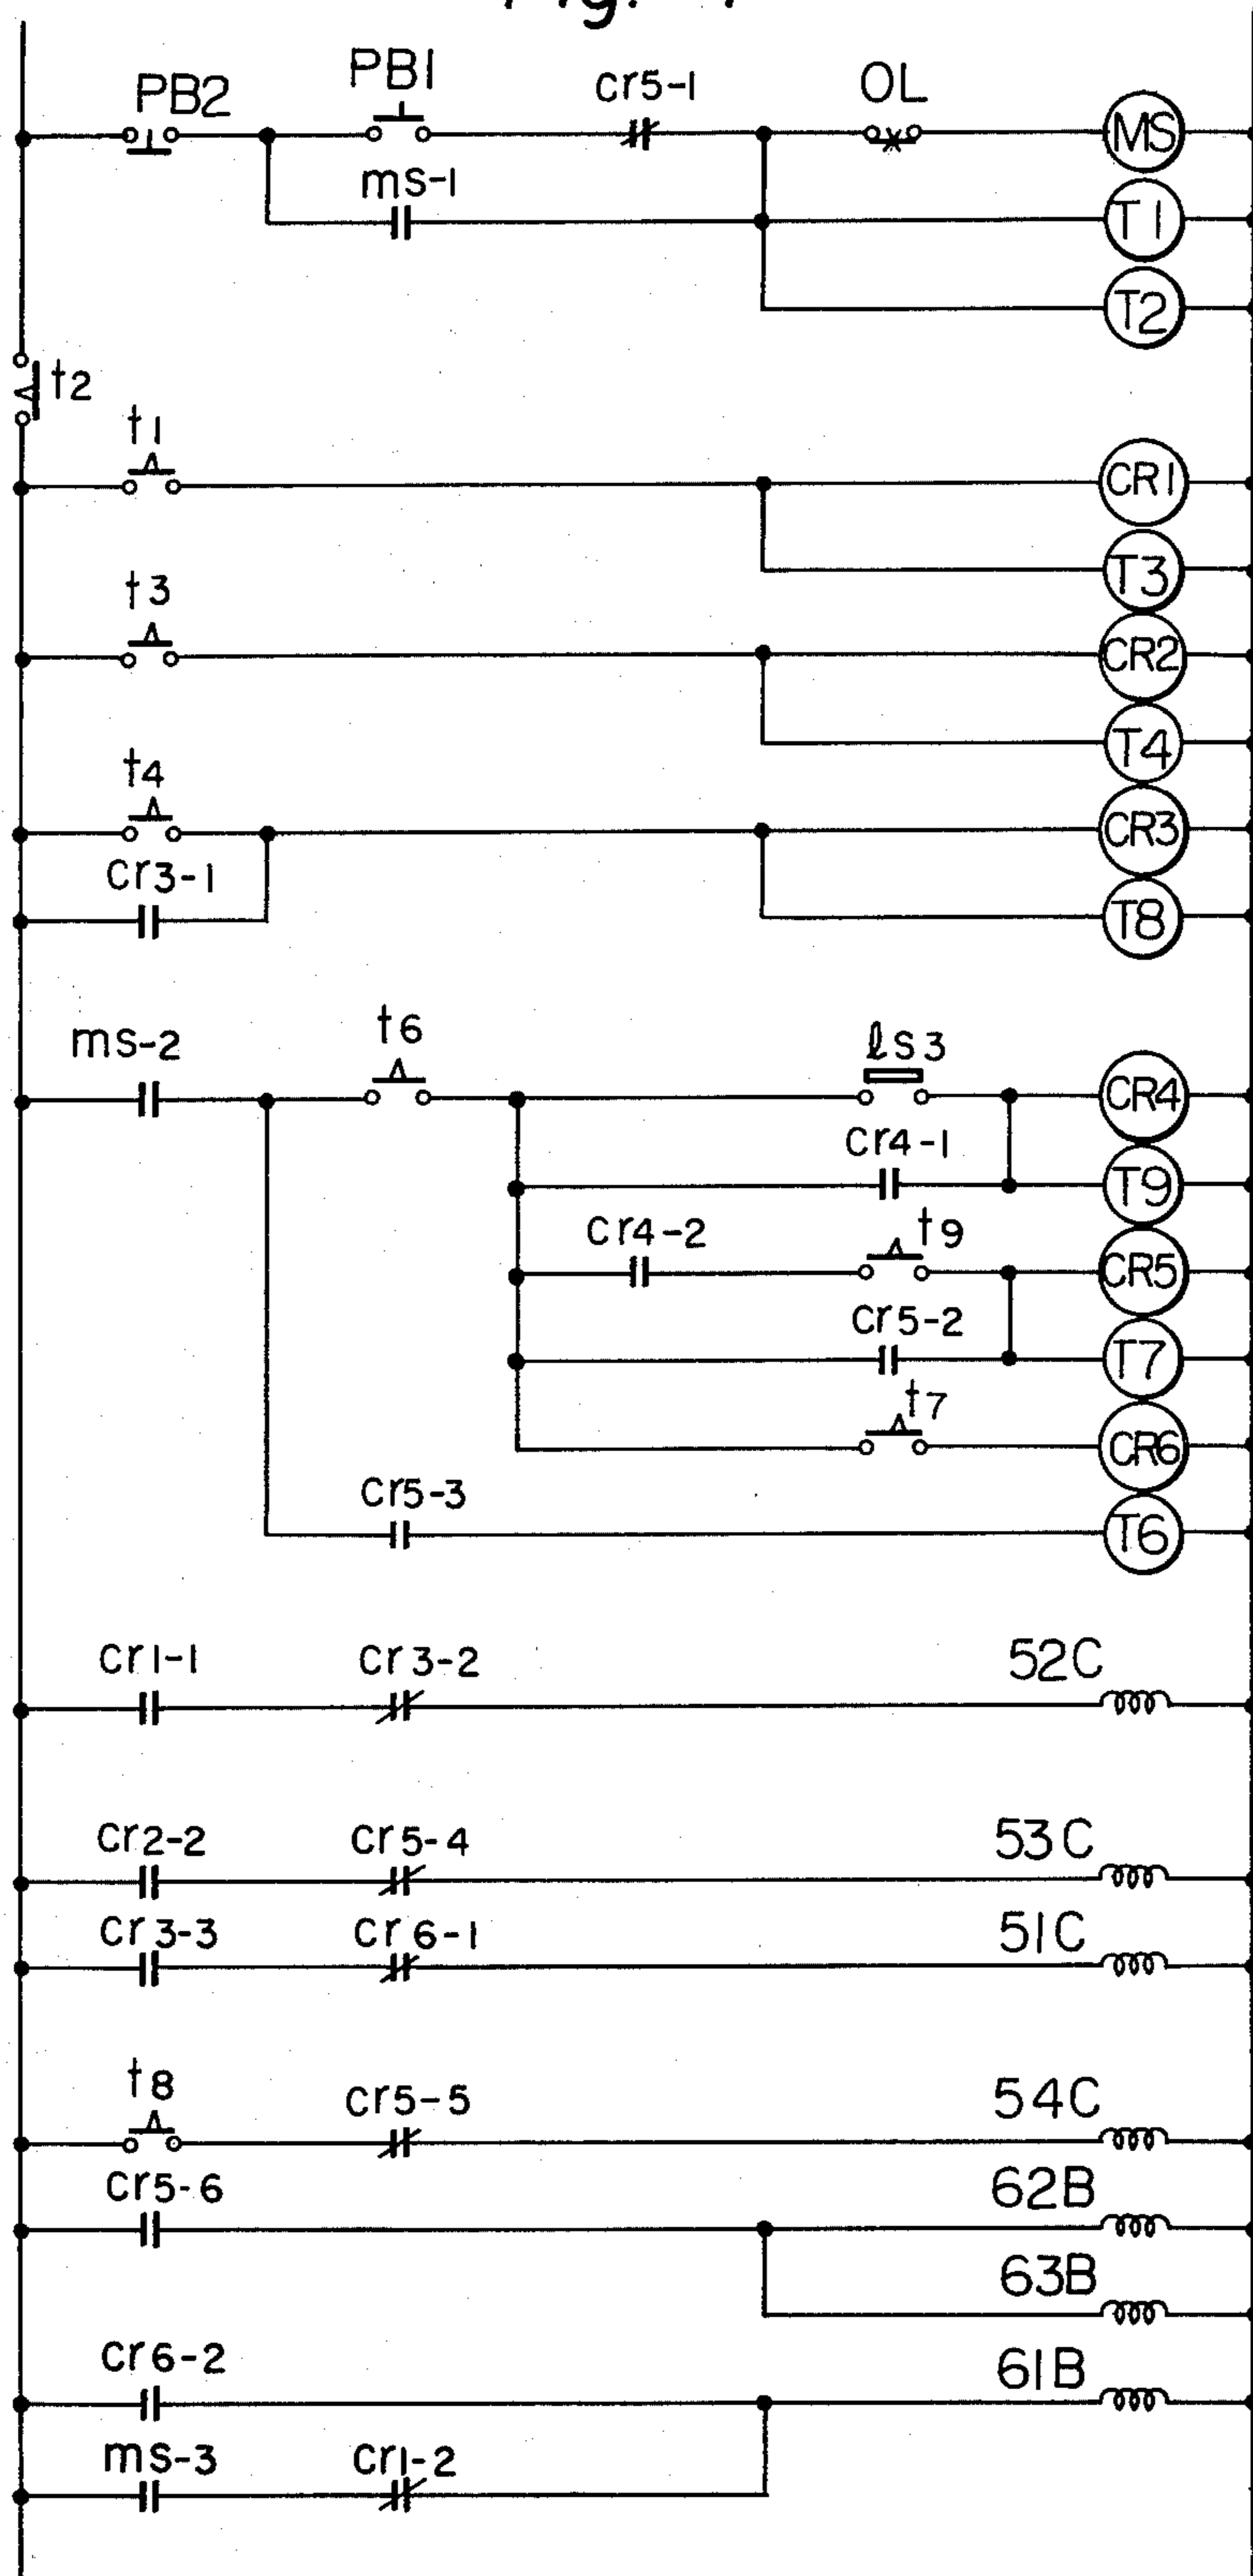 PB2 PB1 cr5-1 OL MS
ms-1 T1
T2
t2
t1 CR1
T3
t3 CR2
T4
t4 CR3
cr3-1 T8
ms-2 t6 ls3 CR4
cr4-1 T9
cr4-2 t9 CR5
cr5-2 T7
t7 CR6
cr5-3 T6
cr1-1 cr3-2 52C
cr2-2 cr5-4 53C
cr3-3 cr6-1 51C
t8 cr5-5 54C
cr5-6 62B
63B
cr6-2 61B
ms-3 cr1-2